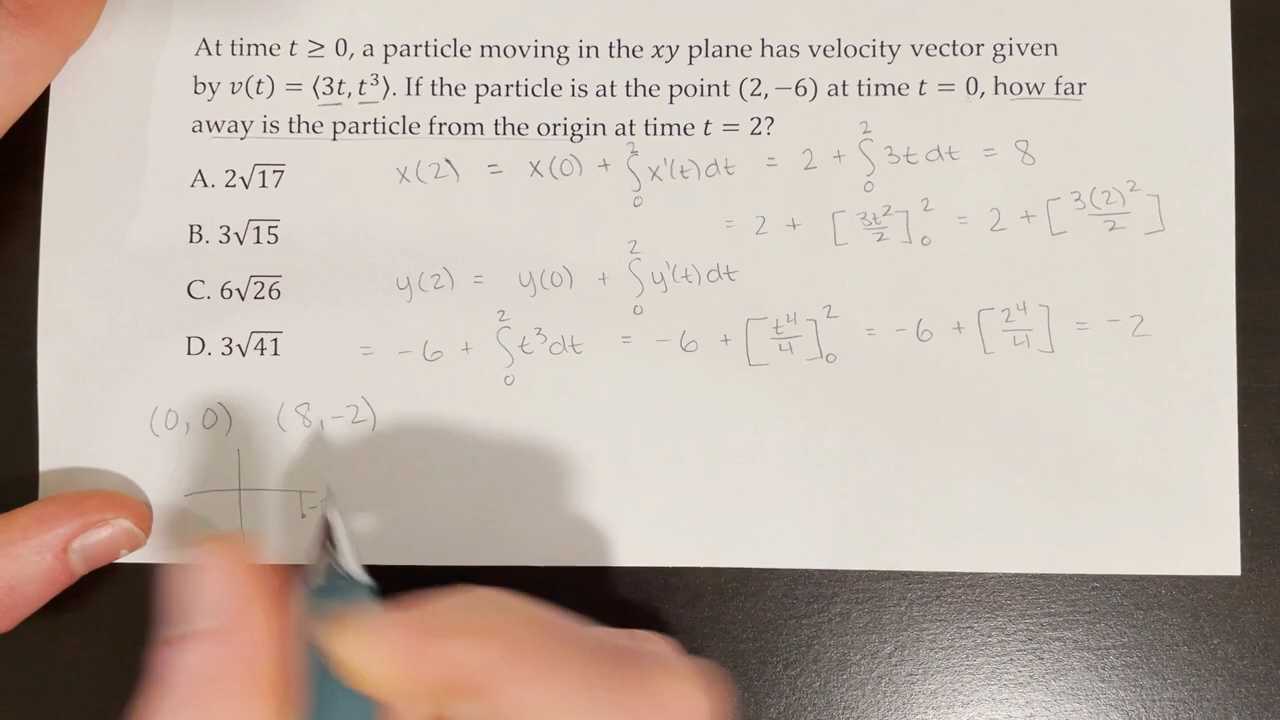 At time t ≥ 0, a particle moving in the xy plane has velocity vector given
by v(t) = ⟨3t, t³⟩. If the particle is at the point (2, −6) at time t = 0, how far
away is the particle from the origin at time t = 2?
A. 2√17
x(2) = x(0) + ∫₀² x'(t)dt = 2 + ∫₀² 3t dt = 8
B. 3√15
= 2 + [3t²/2]₀² = 2 + [3(2)²/2]
C. 6√26
y(2) = y(0) + ∫₀² y'(t)dt
D. 3√41
= -6 + ∫₀² t³dt = -6 + [t⁴/4]₀² = -6 + [2⁴/4] = -2
(0, 0) (8, -2)